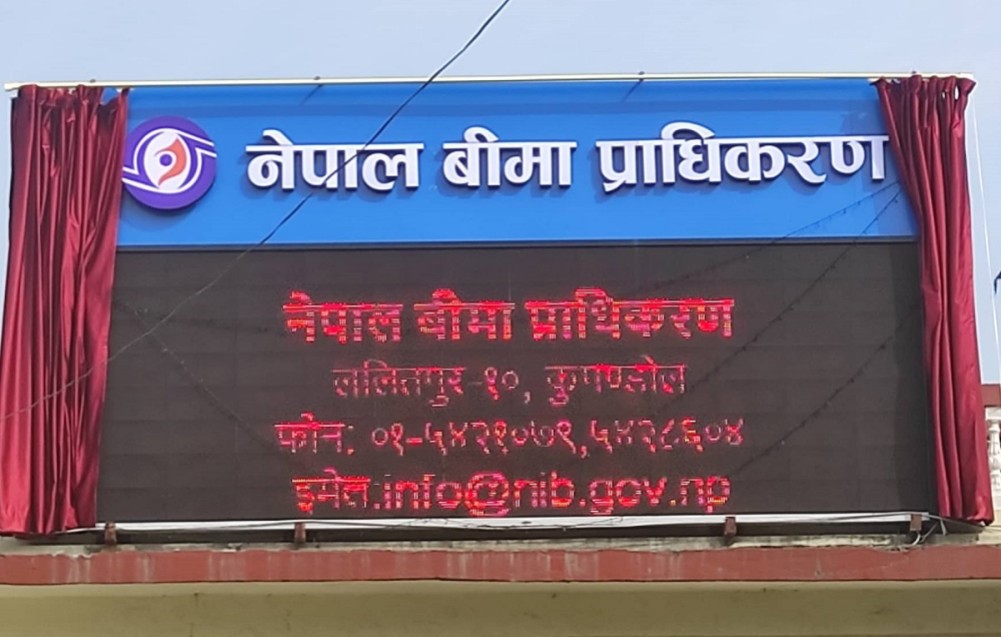 नेपाल बीमा प्राधिकरण
नेपाल बीमा प्राधिकरण
ललितपुर-१०, कुपण्डोल
फोन: ०१-५४२१०७९,५४२८६०४
इमेल:info@nib.gov.np